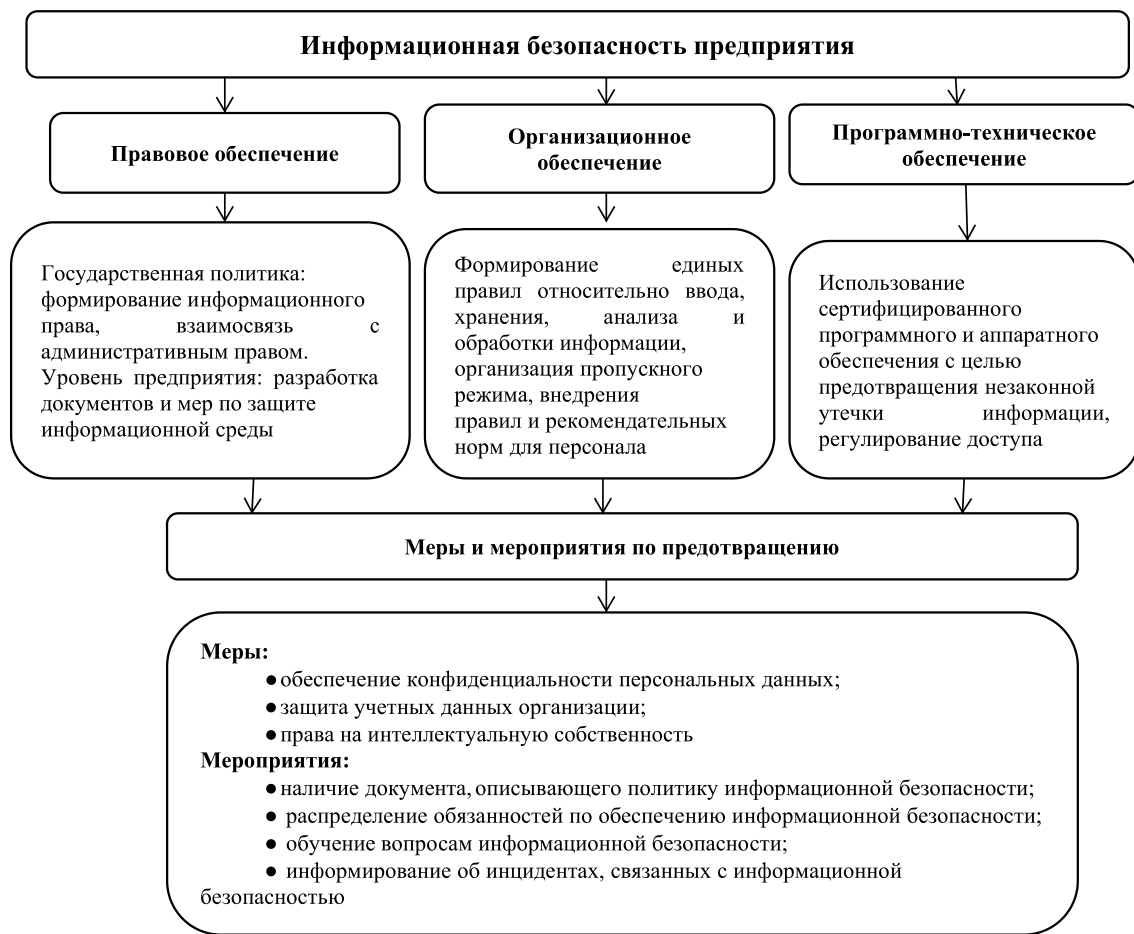 Информационная безопасность предприятия
Правовое обеспечение
Организационное
обеспечение
Программно-техническое
обеспечение
Государственная политика:
формирование информационного
права, взаимосвязь с
административным правом.
Уровень предприятия: разработка
документов и мер по защите
информационной среды
Формирование единых
правил относительно ввода,
хранения, анализа и
обработки информации,
организация пропускного
режима, внедрения
правил и рекомендательных
норм для персонала
Использование
сертифицированного
программного и аппаратного
обеспечения с целью
предотвращения незаконной
утечки информации,
регулирование доступа
Меры и мероприятия по предотвращению
Меры:
● обеспечение конфиденциальности персональных данных;
● защита учетных данных организации;
● права на интеллектуальную собственность
Мероприятия:
● наличие документа, описывающего политику информационной безопасности;
● распределение обязанностей по обеспечению информационной безопасности;
● обучение вопросам информационной безопасности;
● информирование об инцидентах, связанных с информационной
безопасностью